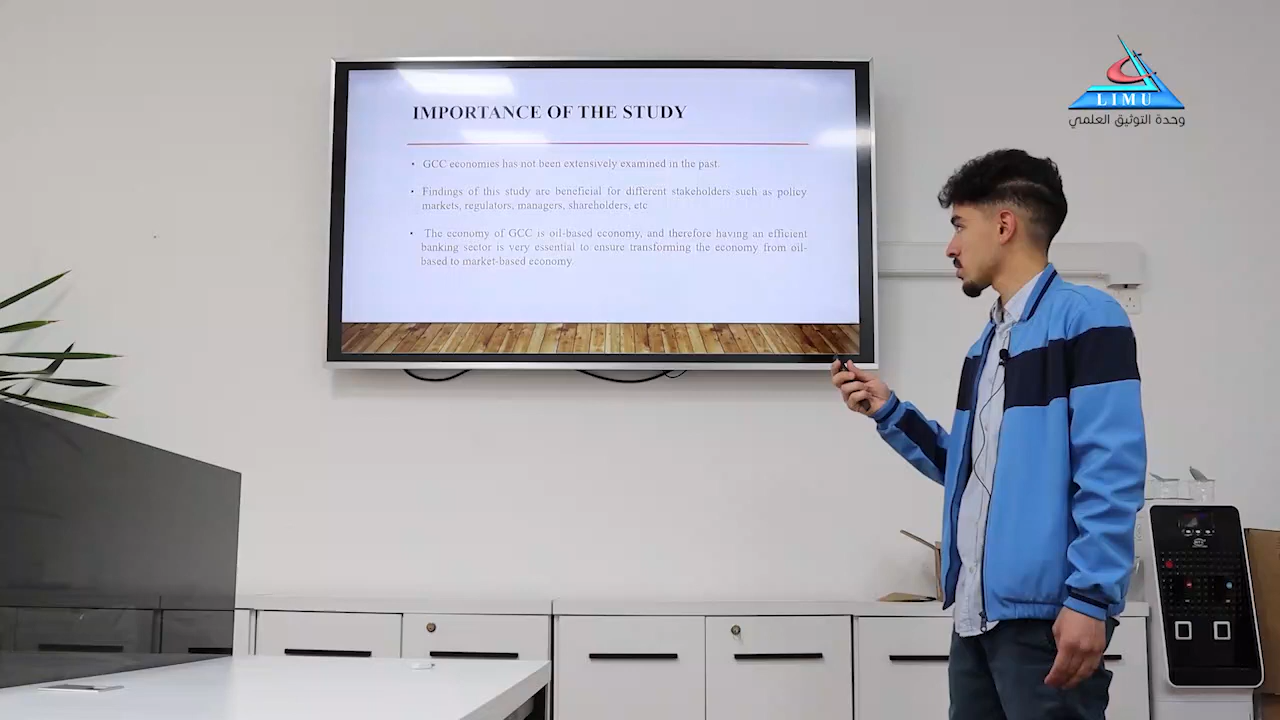 IMPORTANCE OF THE STUDY
• GCC economies has not been extensively examined in the past.
• Findings of this study are beneficial for different stakeholders such as policy
markets, regulators, managers, shareholders, etc
• The economy of GCC is oil-based economy, and therefore having an efficient
banking sector is very essential to ensure transforming the economy from oil-
based to market-based economy.
LIMU
وحدة التوثيق العلمي